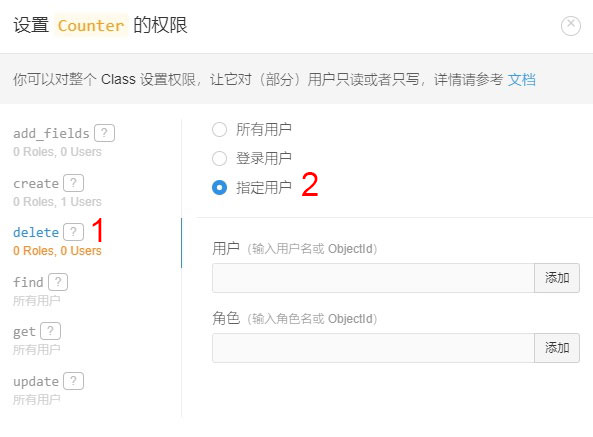 设置 Counter 的权限
你可以对整个 Class 设置权限，让它对（部分）用户只读或者只写，详情请参考 文档
add_fields ?
0 Roles, 0 Users
create ?
0 Roles, 1 Users
delete ? 1
0 Roles, 0 Users
find ?
所有用户
get ?
所有用户
update ?
所有用户
所有用户
登录用户
指定用户 2
用户（输入用户名或 ObjectId）
添加
角色（输入角色名或 ObjectId）
添加